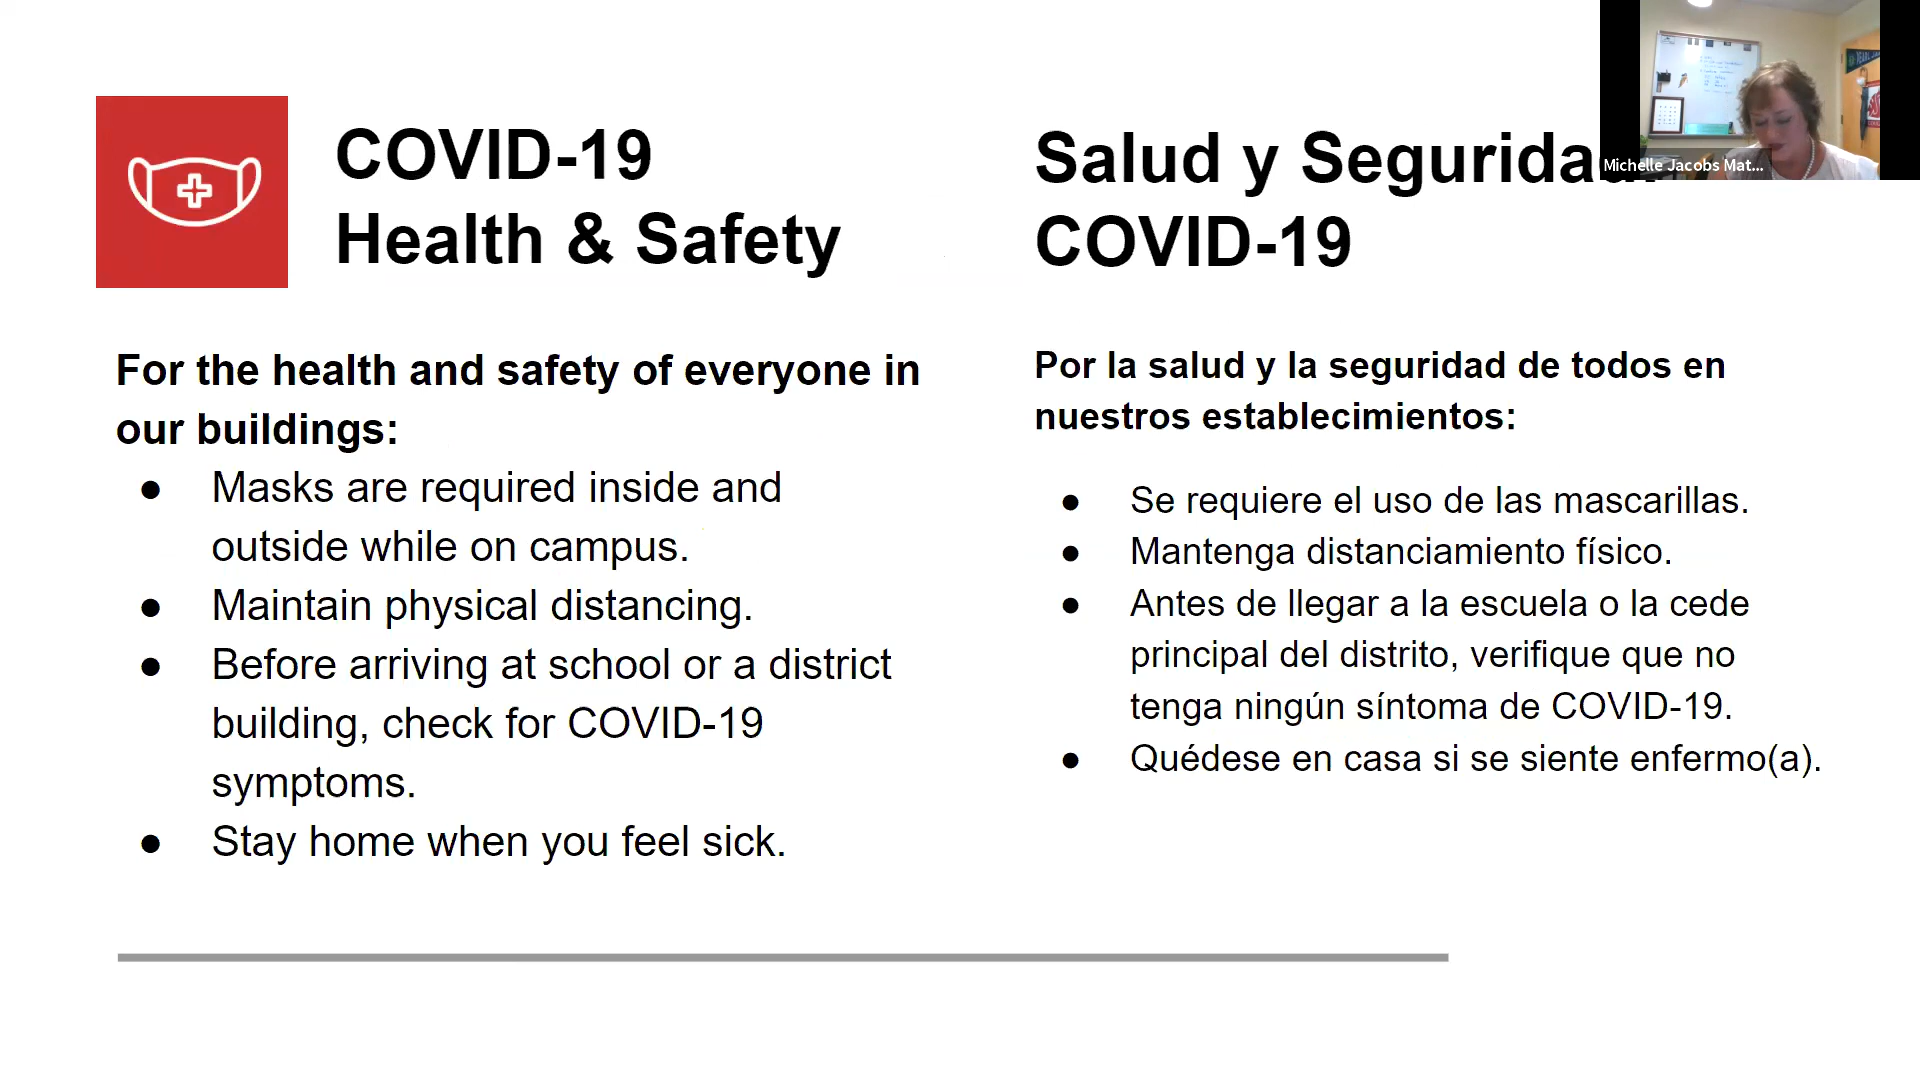 COVID-19
Health & Safety
For the health and safety of everyone in
our buildings:
● Masks are required inside and
outside while on campus.
● Maintain physical distancing.
● Before arriving at school or a district
building, check for COVID-19
symptoms.
● Stay home when you feel sick.
Salud y Seguridad
COVID-19
Por la salud y la seguridad de todos en
nuestros establecimientos:
● Se requiere el uso de las mascarillas.
● Mantenga distanciamiento físico.
● Antes de llegar a la escuela o la cede
principal del distrito, verifique que no
tenga ningún síntoma de COVID-19.
● Quédese en casa si se siente enfermo(a).
Michelle Jacobs Mat...